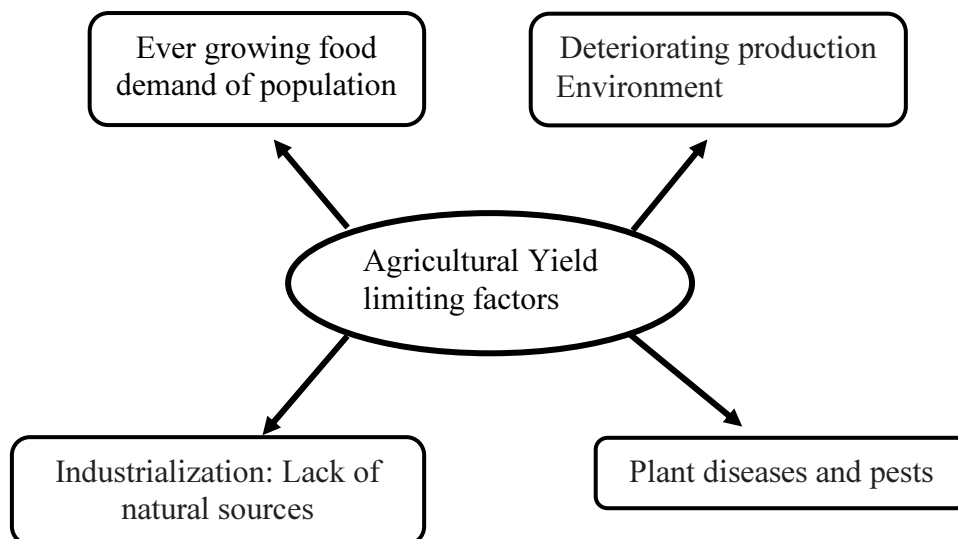 Ever growing food
demand of population
Deteriorating production
Environment
Agricultural Yield
limiting factors
Industrialization: Lack of
natural sources
Plant diseases and pests